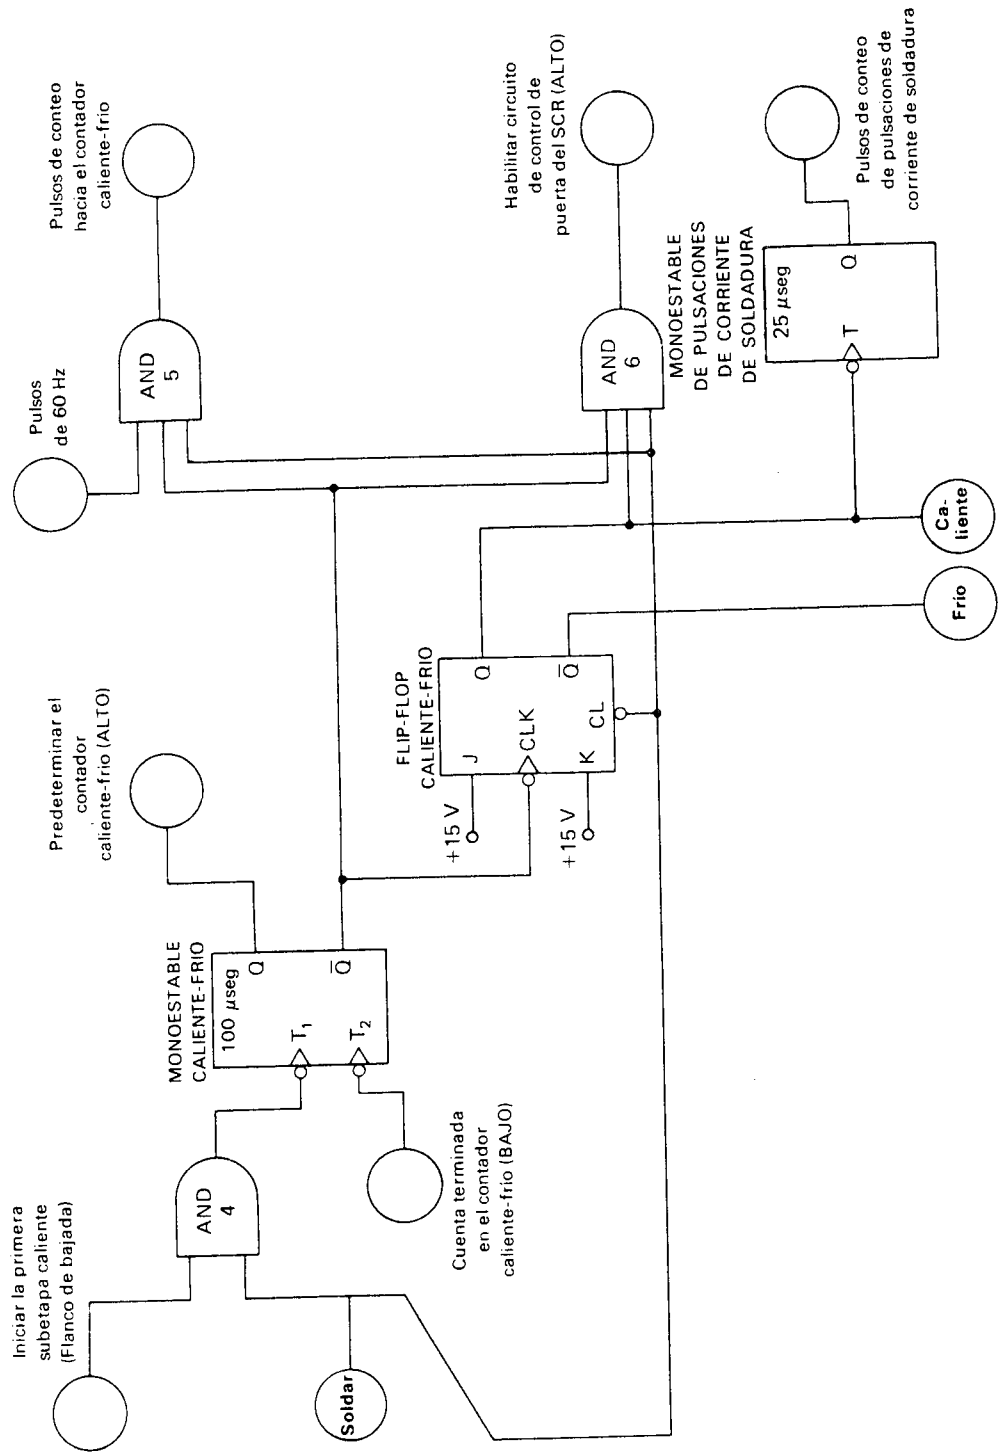 Iniciar la primera
subetapa caliente
(Flanco de bajada)
Soldar
AND
4
Cuenta terminada
en el contador
caliente-frío (BAJO)
MONOESTABLE
CALIENTE-FRIO
100 μseg
T1
T2
Q
Q̅
Predeterminar el
contador
caliente-frío (ALTO)
FLIP-FLOP
CALIENTE-FRIO
+15 V
+15 V
J
CLK
K
CL
Q
Q̅
Pulsos
de 60 Hz
AND
5
Pulsos de conteo
hacia el contador
caliente-frio
AND
6
Habilitar circuito
de control de
puerta del SCR (ALTO)
MONOESTABLE
DE PULSACIONES
DE CORRIENTE
DE SOLDADURA
25 μseg
T
Q
Pulsos de conteo
de pulsaciones de
corriente de soldadura
Frío
Ca-
liente